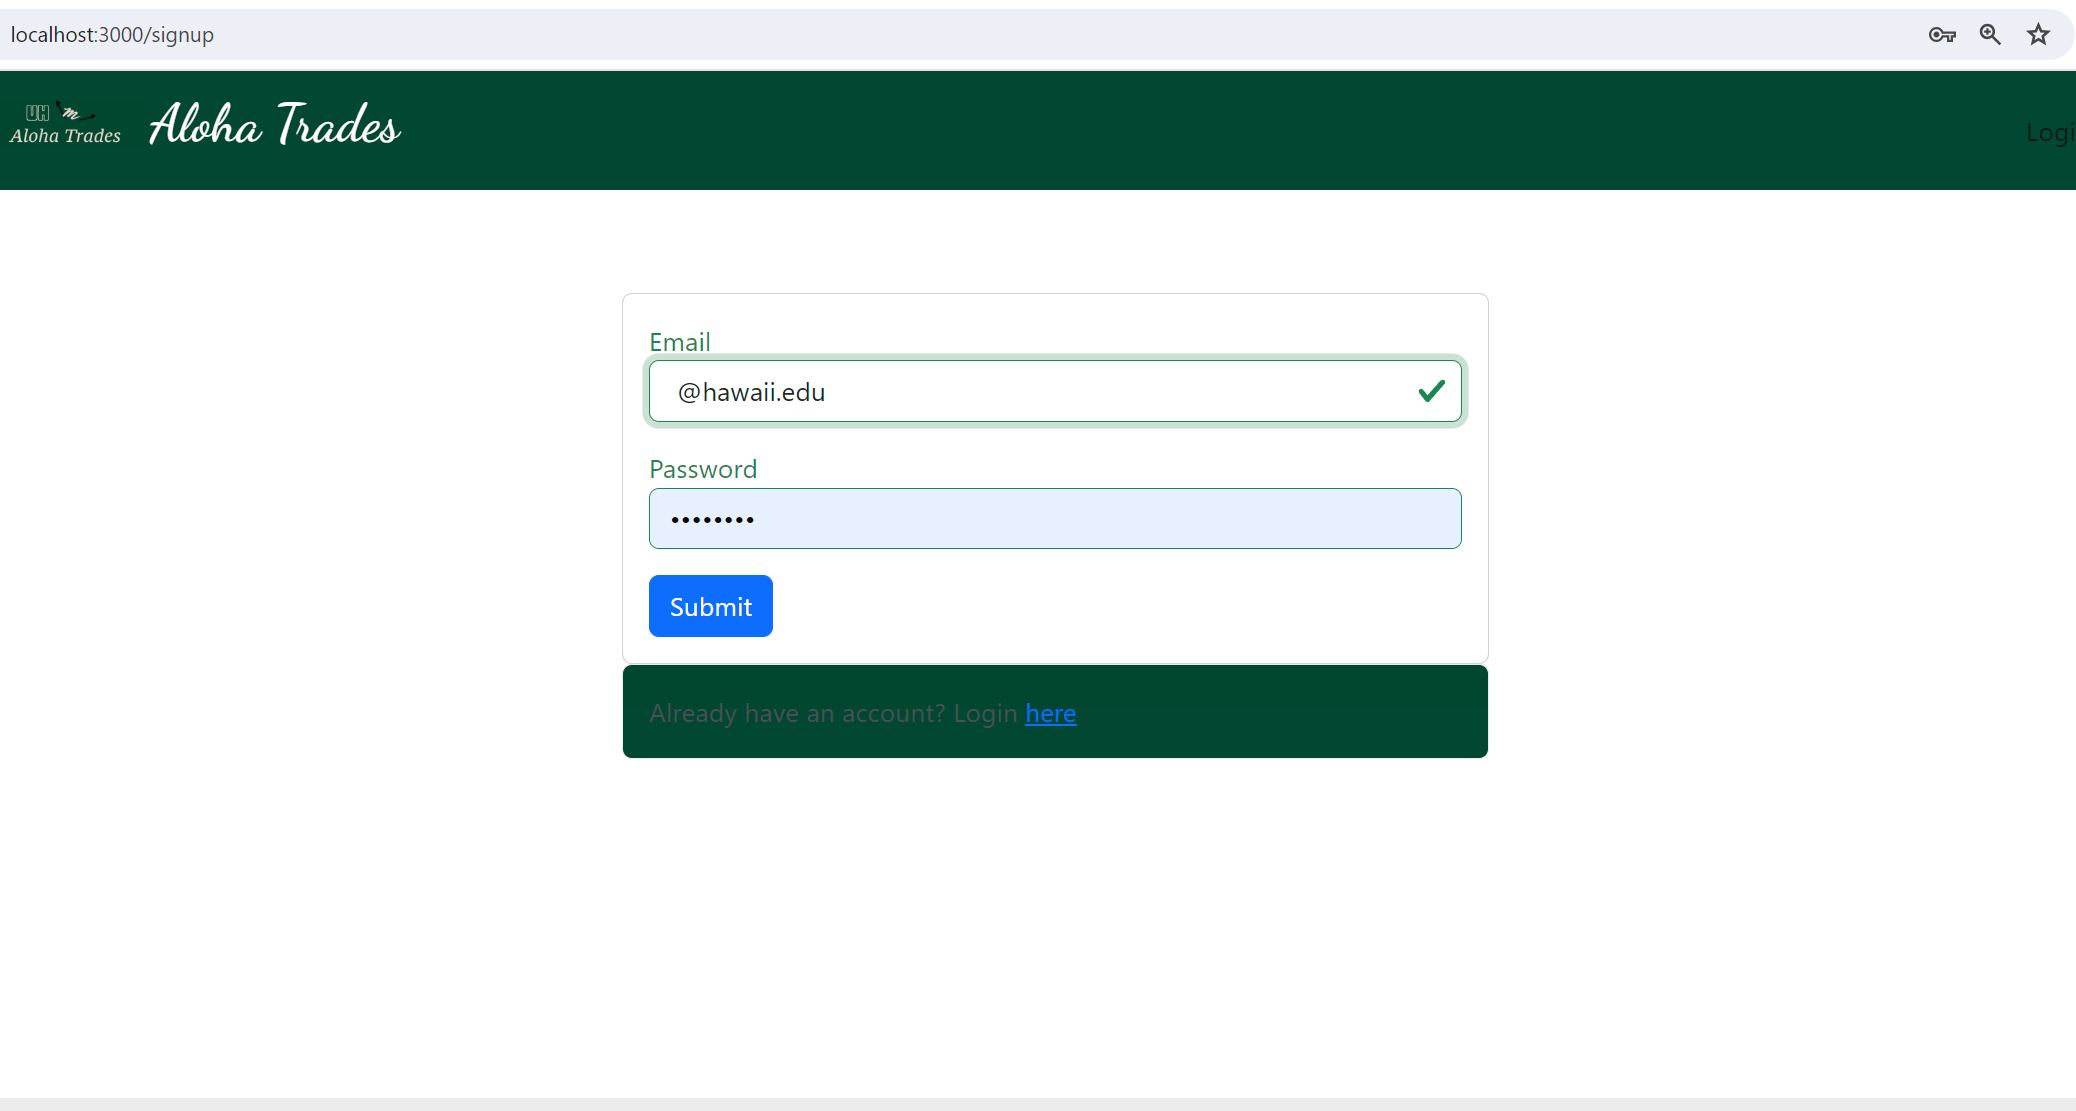 localhost:3000/signup
UH m
Aloha Trades
Aloha Trades
Logi
Email
@hawaii.edu
Password
••••••••
Submit
Already have an account? Login here